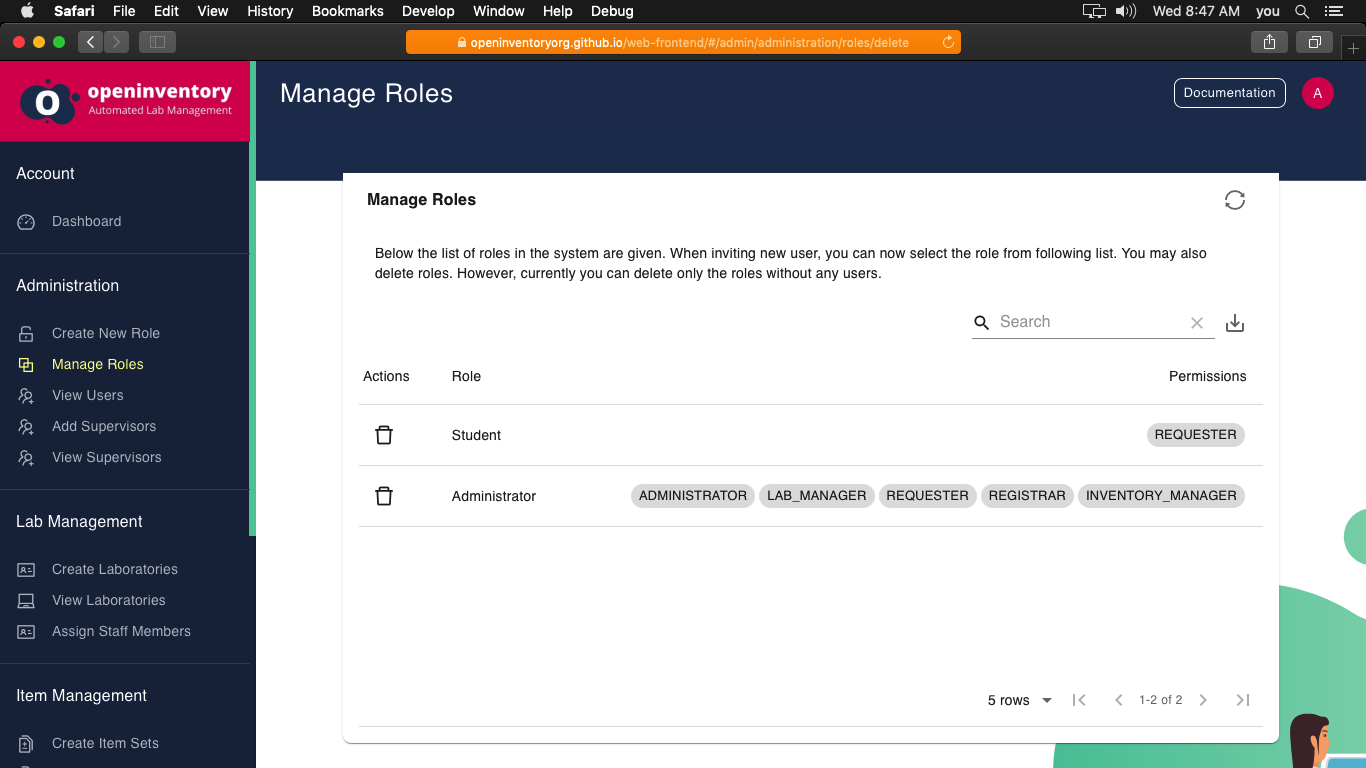 Safari File Edit View History Bookmarks Develop Window Help Debug Wed 8:47 AM you
openinventoryorg.github.io/web-frontend/#/admin/administration/roles/delete
openinventory
Automated Lab Management
Manage Roles
Documentation
A
Account
Dashboard
Administration
Create New Role
Manage Roles
View Users
Add Supervisors
View Supervisors
Lab Management
Create Laboratories
View Laboratories
Assign Staff Members
Item Management
Create Item Sets
Manage Roles
Below the list of roles in the system are given. When inviting new user, you can now select the role from following list. You may also
delete roles. However, currently you can delete only the roles without any users.
Search
Actions Role Permissions
Student REQUESTER
Administrator ADMINISTRATOR LAB_MANAGER REQUESTER REGISTRAR INVENTORY_MANAGER
5 rows 1-2 of 2